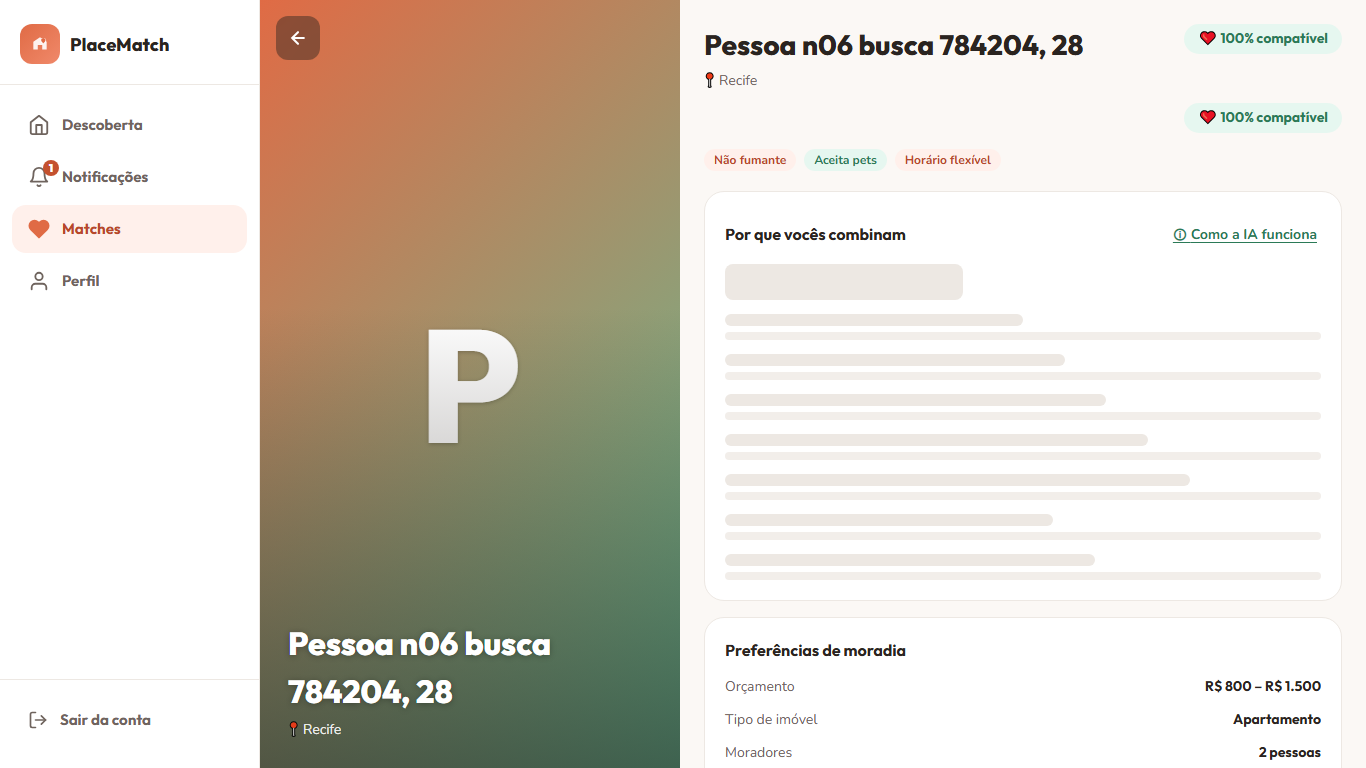 PlaceMatch
Descoberta
1
Notificações
Matches
Perfil
Sair da conta
P
Pessoa n06 busca
784204, 28
Recife
Pessoa n06 busca 784204, 28
100% compatível
Recife
100% compatível
Não fumante
Aceita pets
Horário flexível
Por que vocês combinam
Como a IA funciona
Preferências de moradia
Orçamento
R$ 800 – R$ 1.500
Tipo de imóvel
Apartamento
Moradores
2 pessoas